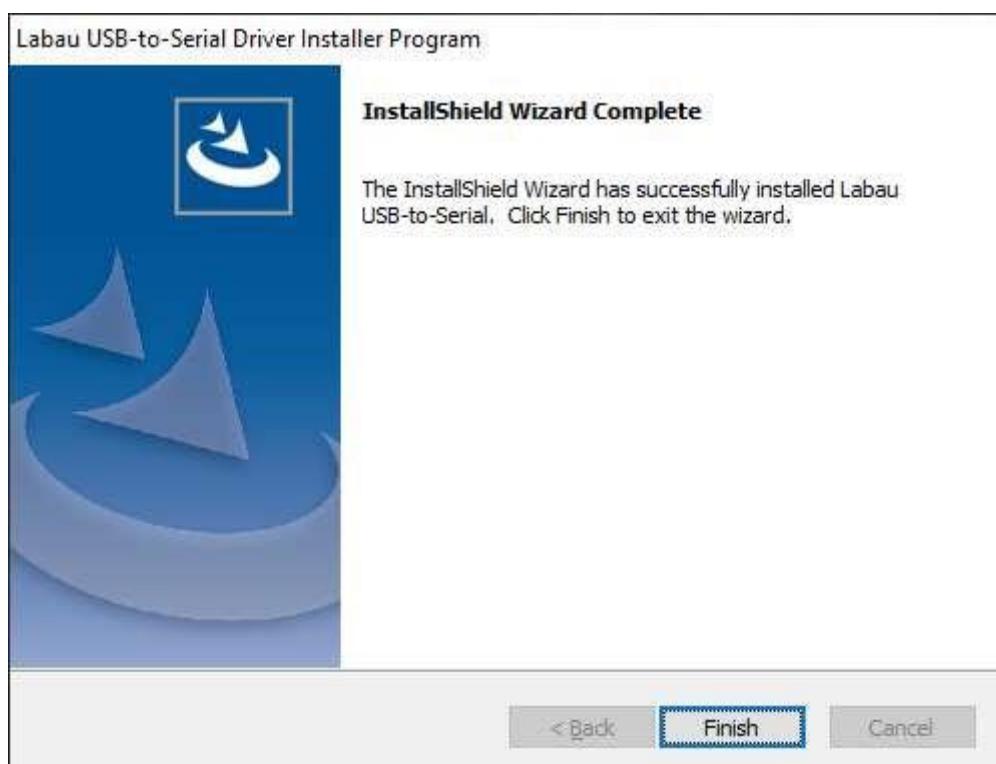 Labau USB-to-Serial Driver Installer Program
InstallShield Wizard Complete
The InstallShield Wizard has successfully installed Labau
USB-to-Serial. Click Finish to exit the wizard.
< Back
Finish
Cancel